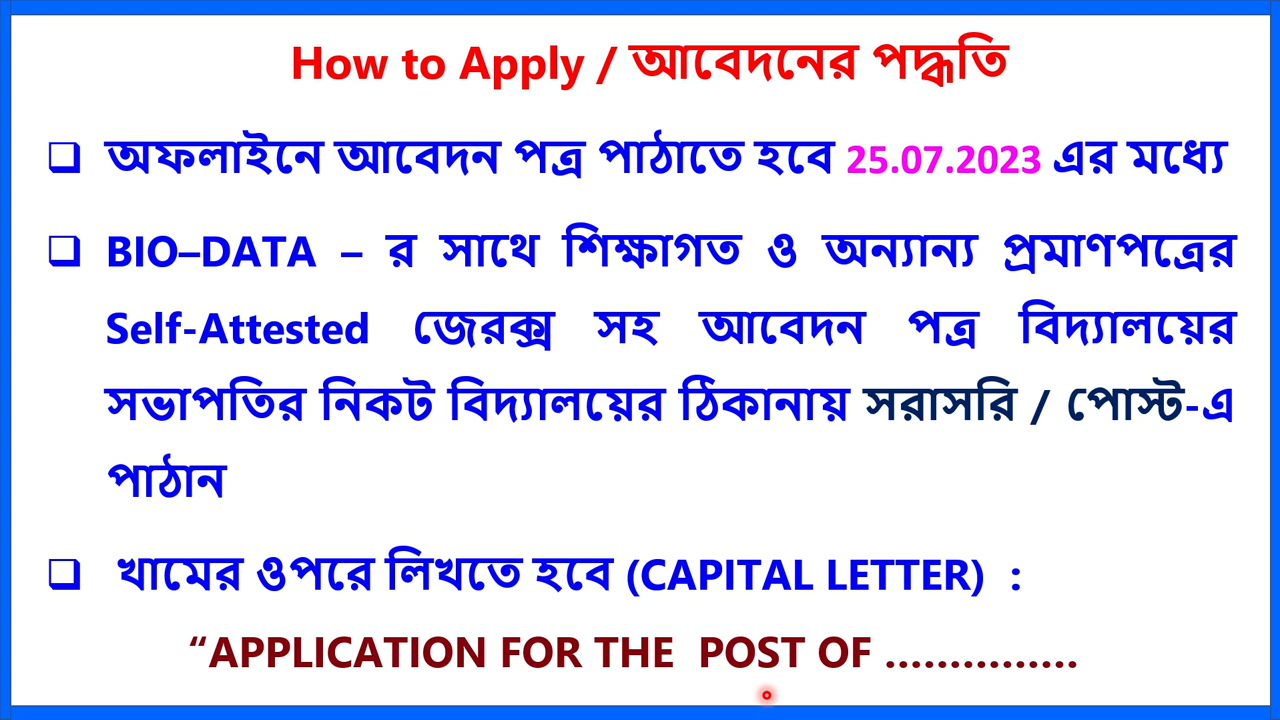 How to Apply / আবেদনের পদ্ধতি
❑ অফলাইনে আবেদন পত্র পাঠাতে হবে 25.07.2023 এর মধ্যে
❑ BIO–DATA – র সাথে শিক্ষাগত ও অন্যান্য প্রমাণপত্রের
Self-Attested জেরক্স সহ আবেদন পত্র বিদ্যালয়ের
সভাপতির নিকট বিদ্যালয়ের ঠিকানায় সরাসরি / পোস্ট-এ
পাঠান
❑ খামের ওপরে লিখতে হবে (CAPITAL LETTER) :
“APPLICATION FOR THE POST OF ……………